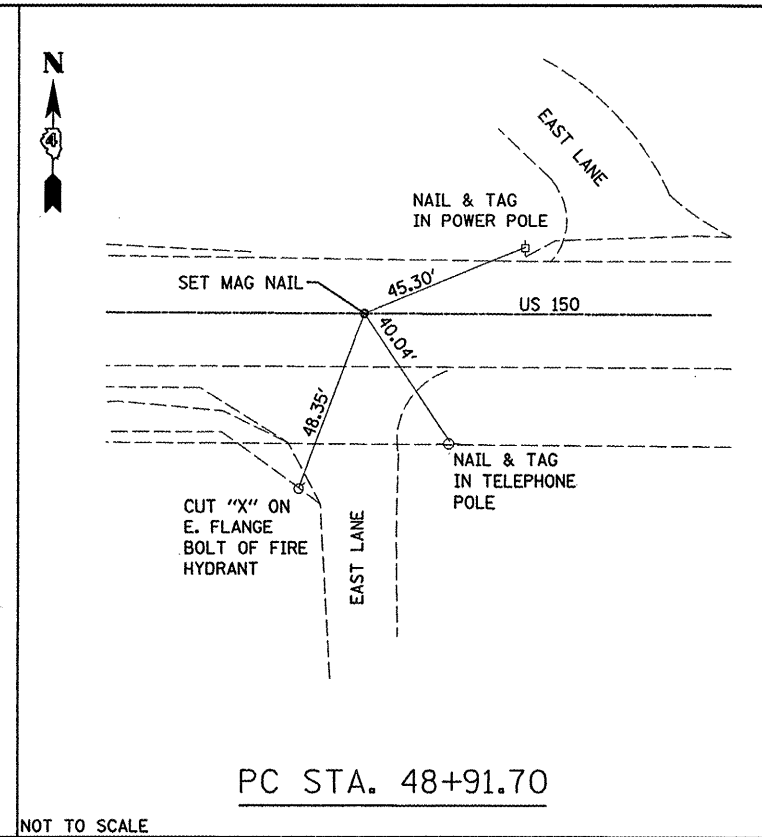 N
4
EAST LANE
NAIL & TAG
IN POWER POLE
SET MAG NAIL
45.30'
US 150
40.04'
48.35'
NAIL & TAG
IN TELEPHONE
POLE
CUT "X" ON
E. FLANGE
BOLT OF FIRE
HYDRANT
EAST LANE
PC STA. 48+91.70
NOT TO SCALE